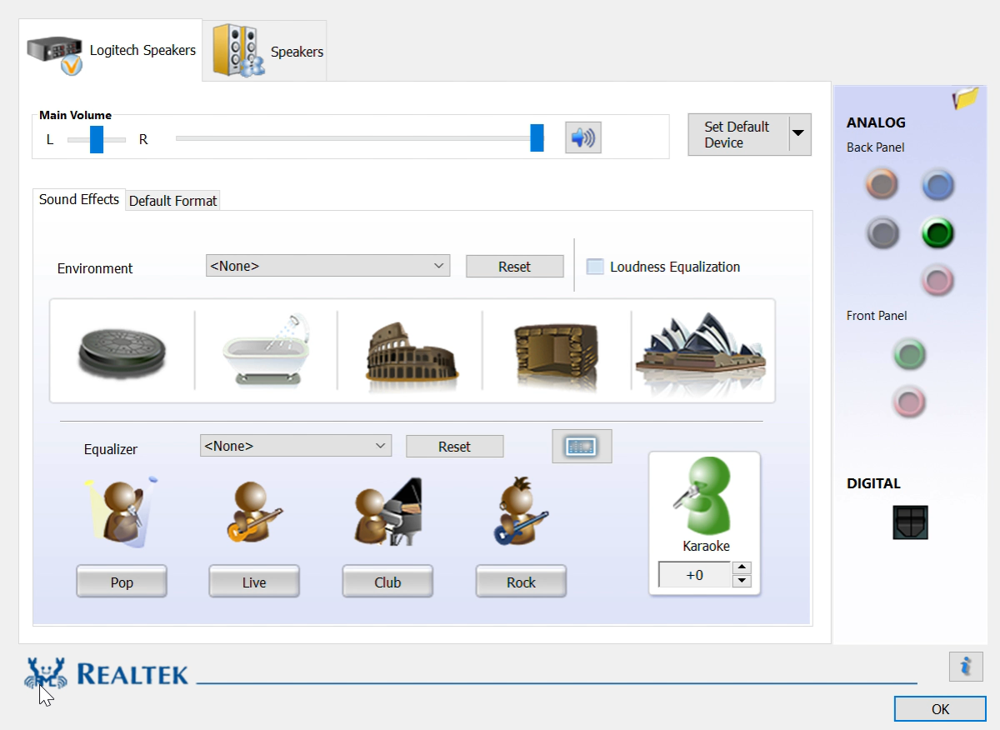 Logitech Speakers
Speakers
Main Volume
L
R
Set Default
Device
Sound Effects
Default Format
Environment
<None>
Reset
Loudness Equalization
Equalizer
<None>
Reset
Pop
Live
Club
Rock
Karaoke
+0
ANALOG
Back Panel
Front Panel
DIGITAL
REALTEK
OK